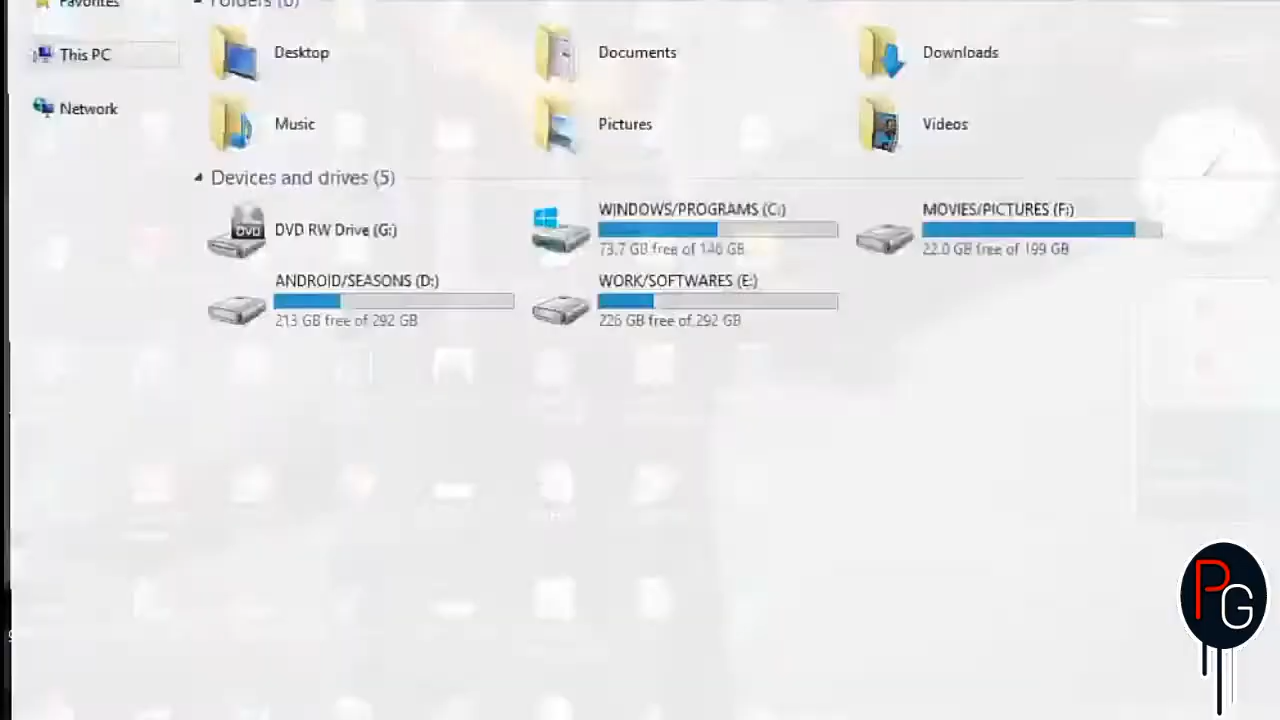 Favorites
Folders (6)
This PC
Desktop
Documents
Downloads
Network
Music
Pictures
Videos
Devices and drives (5)
DVD
DVD RW Drive (G:)
WINDOWS/PROGRAMS (C:)
73.7 GB free of 146 GB
MOVIES/PICTURES (F:)
22.0 GB free of 199 GB
ANDROID/SEASONS (D:)
213 GB free of 292 GB
WORK/SOFTWARES (E:)
226 GB free of 292 GB
PG